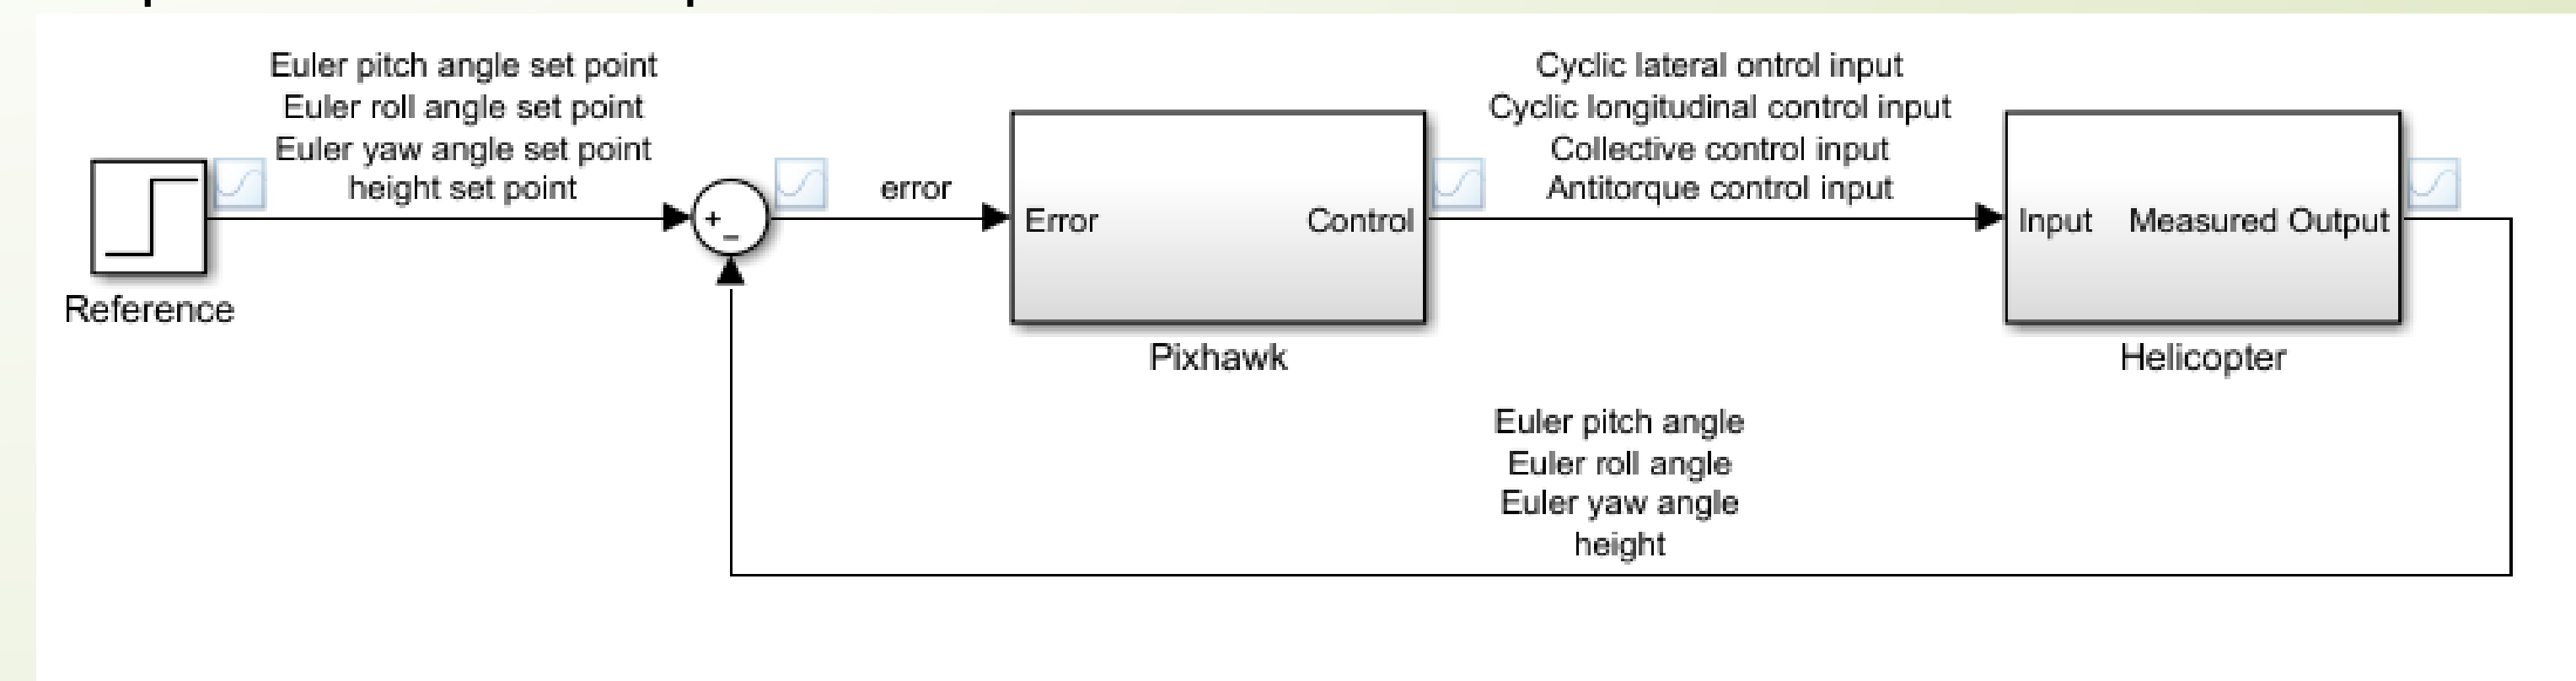 Euler pitch angle set point
Euler roll angle set point
Euler yaw angle set point
height set point
Reference
+
−
error
Error
Control
Pixhawk
Cyclic lateral ontrol input
Cyclic longitudinal control input
Collective control input
Antitorque control input
Input
Measured Output
Helicopter
Euler pitch angle
Euler roll angle
Euler yaw angle
height